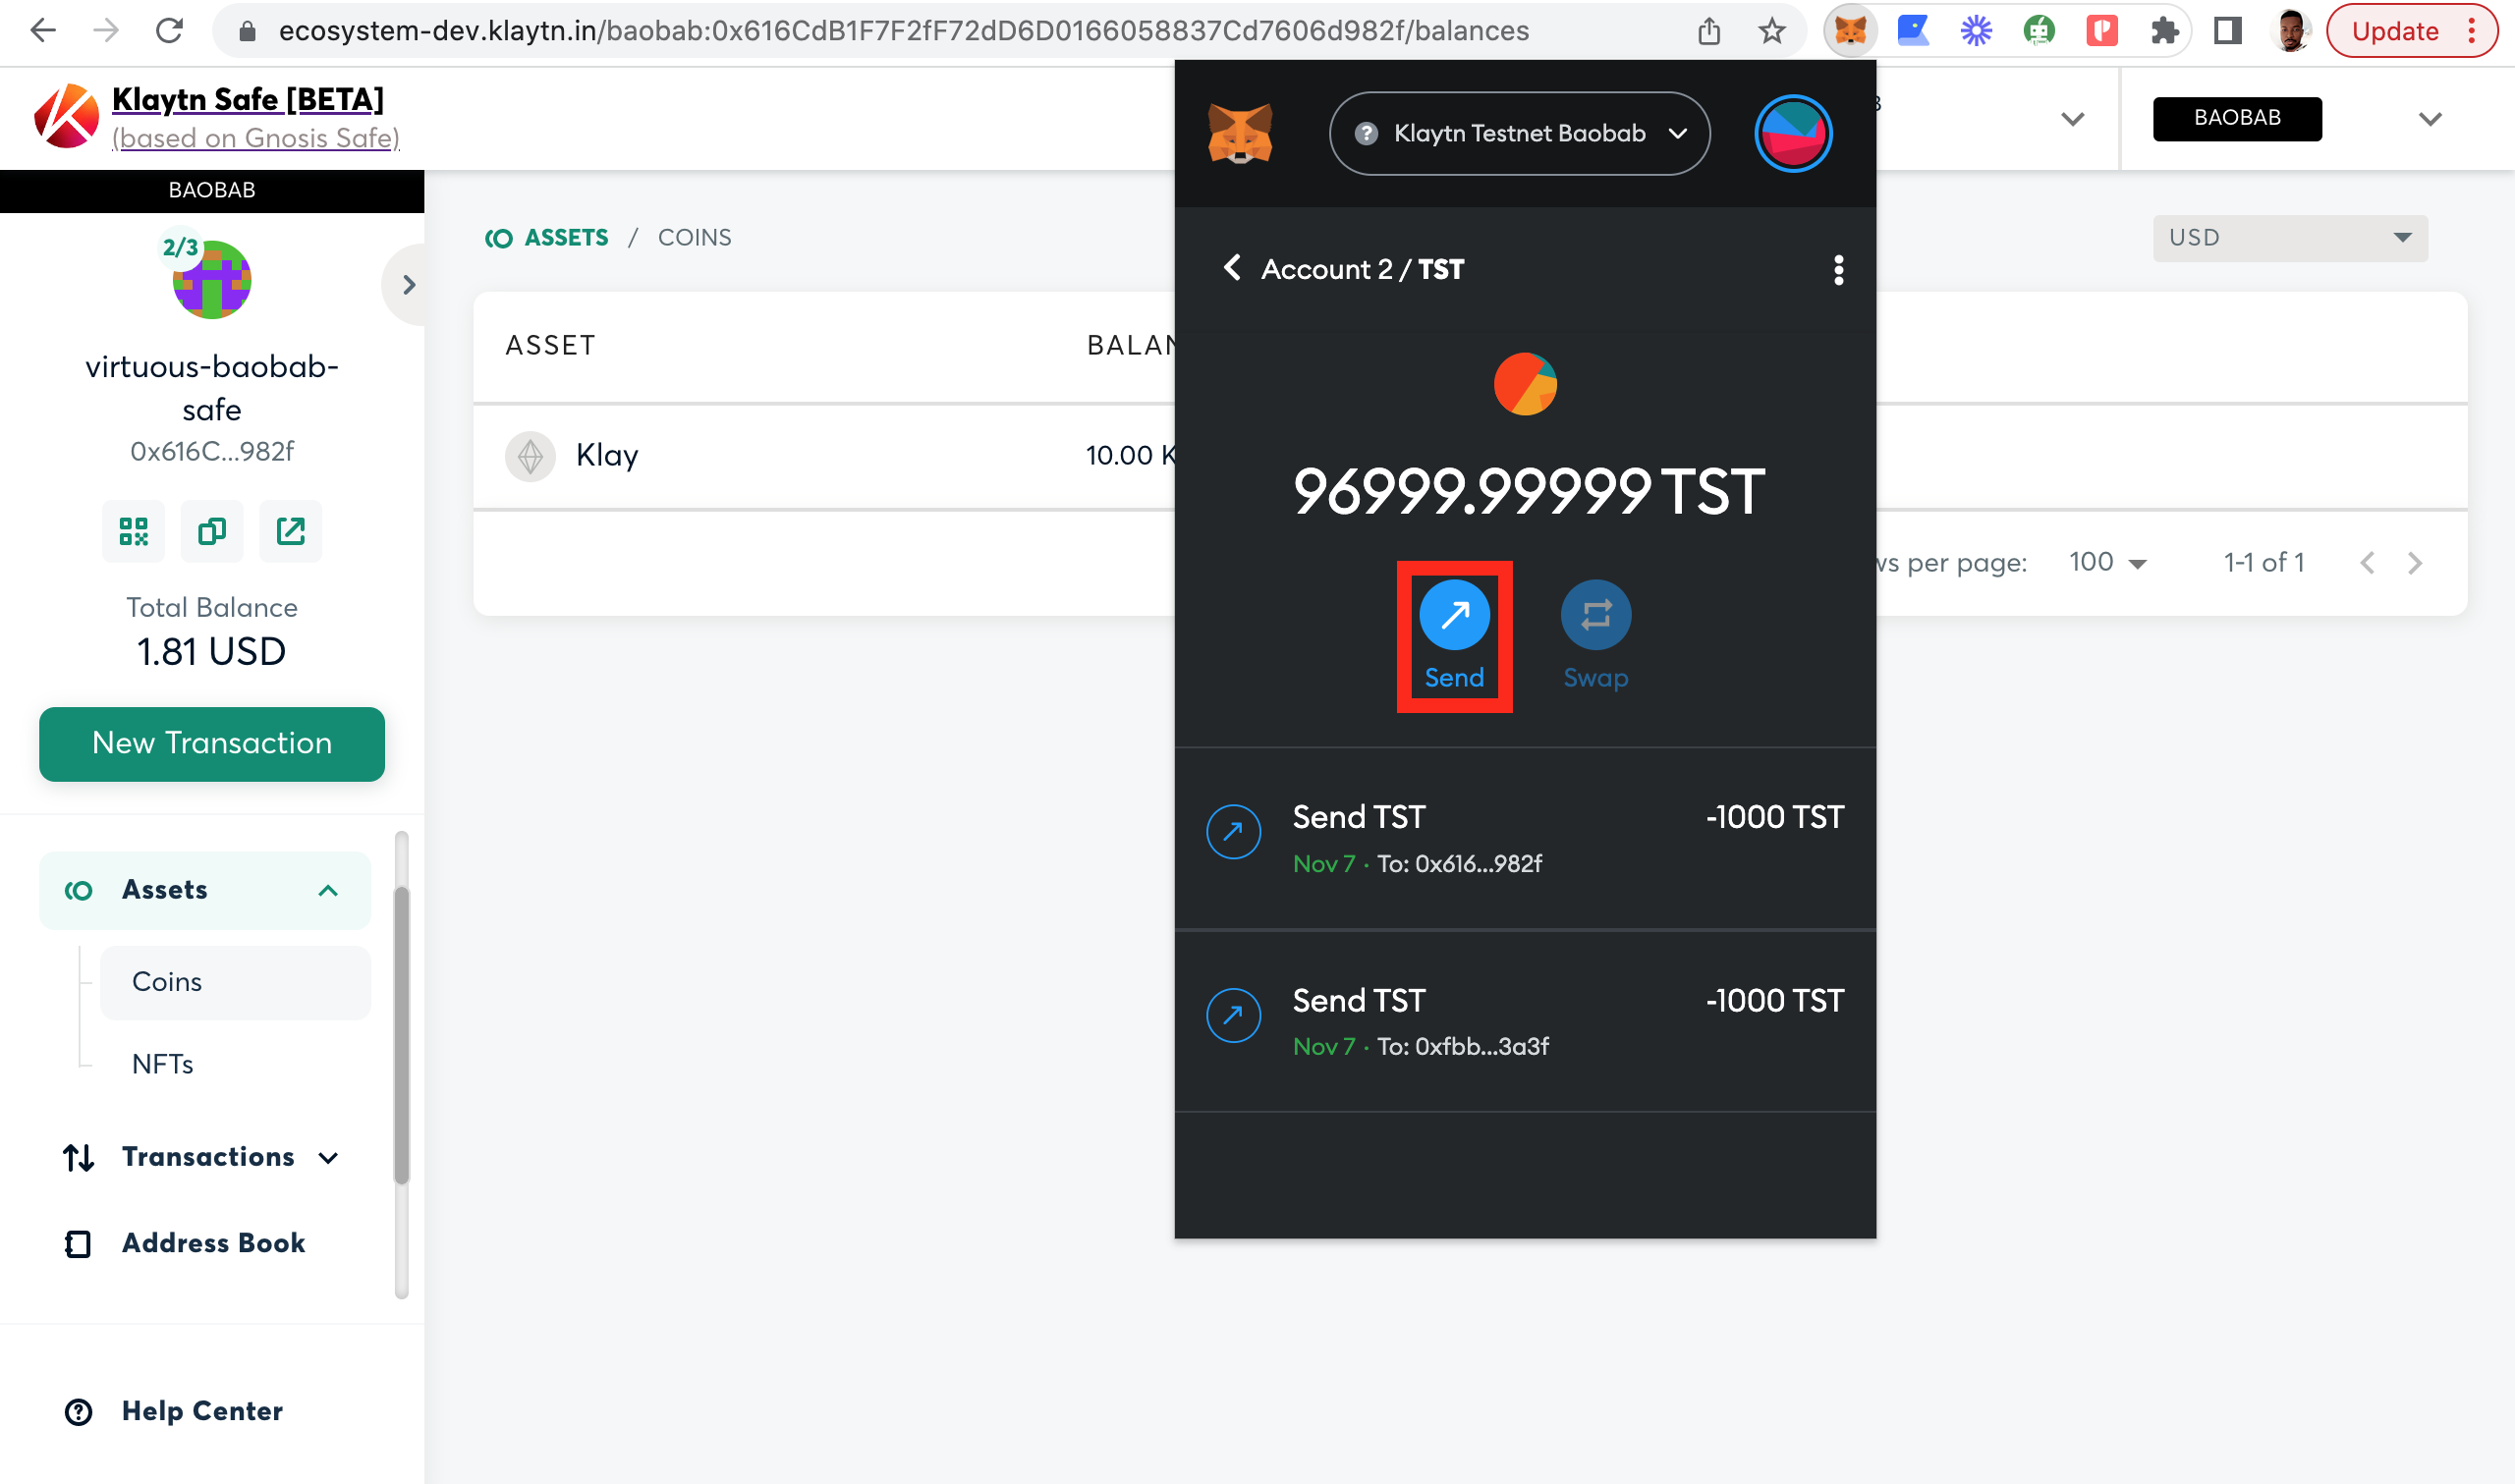 ecosystem-dev.klaytn.in/baobab:0x616CdB1F7F2fF72dD6D0166058837Cd7606d982f/balances
Update
Klaytn Safe [BETA]
(based on Gnosis Safe)
BAOBAB
BAOBAB
2/3
virtuous-baobab-
safe
0x616C...982f
Total Balance
1.81 USD
New Transaction
Assets
Coins
NFTs
Transactions
Address Book
Help Center
ASSETS / COINS
USD
ASSET
BALAN
Klay
10.00 K
ws per page: 100 1-1 of 1
Klaytn Testnet Baobab
Account 2 / TST
96999.99999 TST
Send
Swap
Send TST -1000 TST
Nov 7 · To: 0x616...982f
Send TST -1000 TST
Nov 7 · To: 0xfbb...3a3f